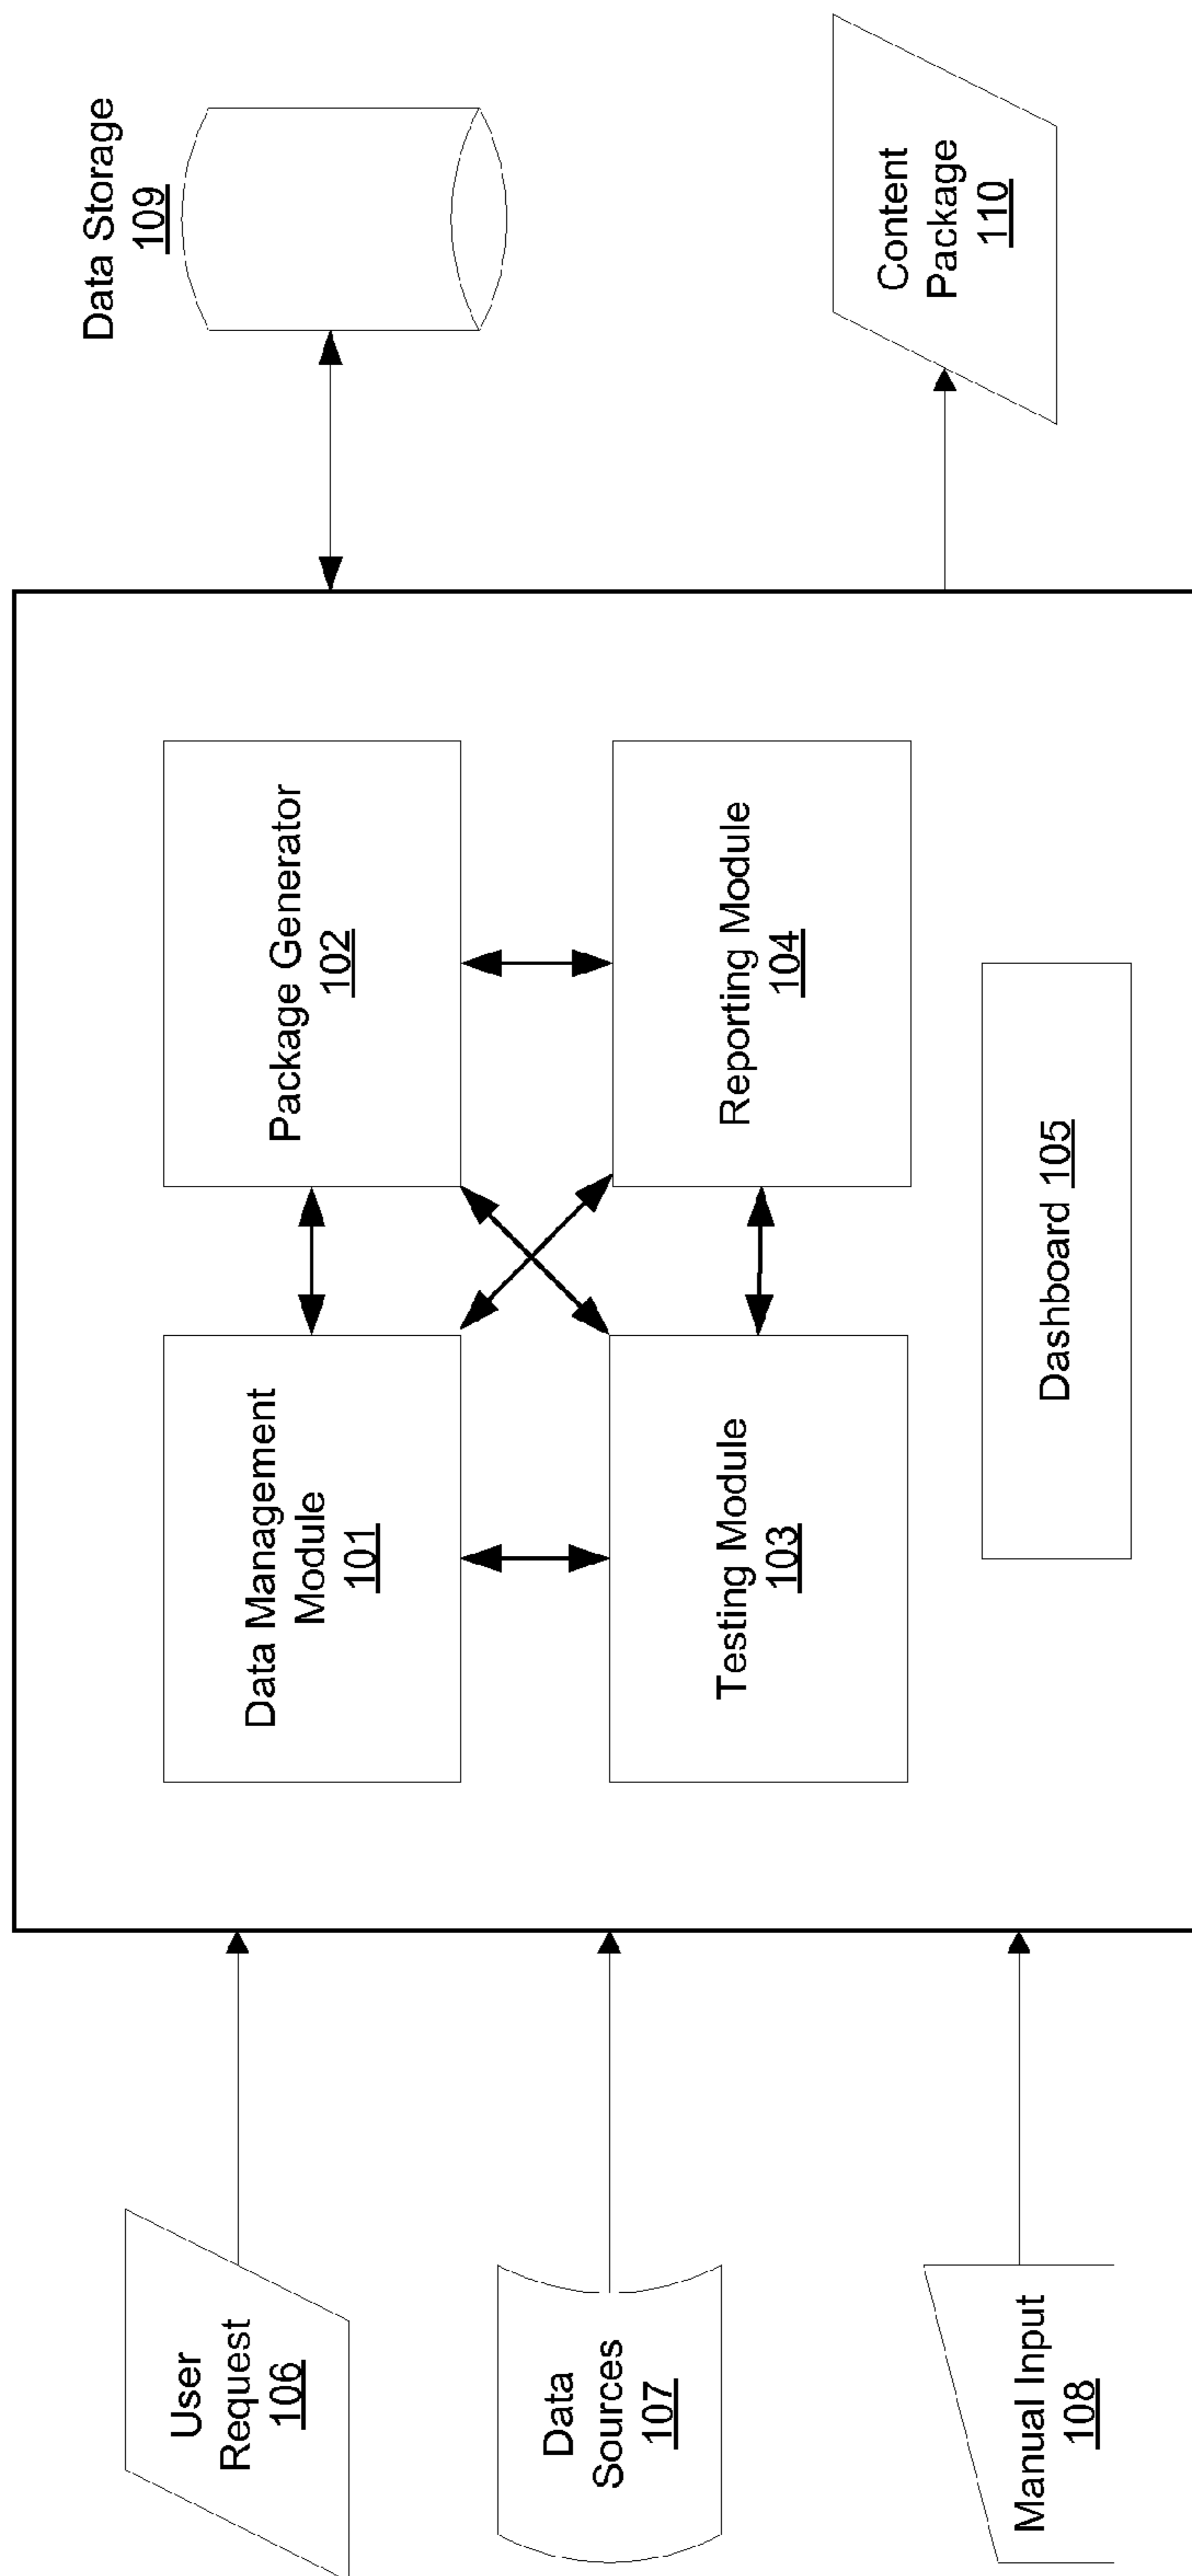 User
Request
106
Data
Sources
107
Manual Input
108
Data Management
Module
101
Package Generator
102
Testing Module
103
Reporting Module
104
Dashboard 105
Data Storage
109
Content
Package
110